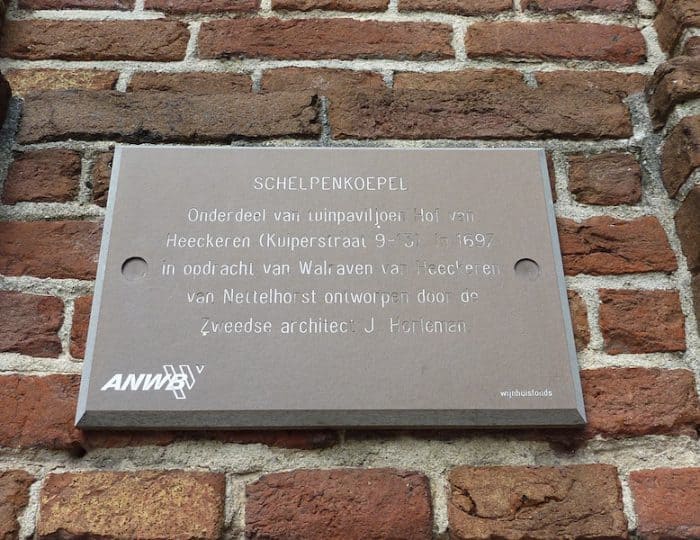 SCHELPENKOEPEL
Onderdeel van tuinpaviljoen Hof van
Heeckeren (Kuiperstraat 9-13). In 1697
in opdracht van Walraven van Heeckeren
van Nettelhorst ontworpen door de
Zweedse architect J. Horleman
ANWB
wijnhuisfonds